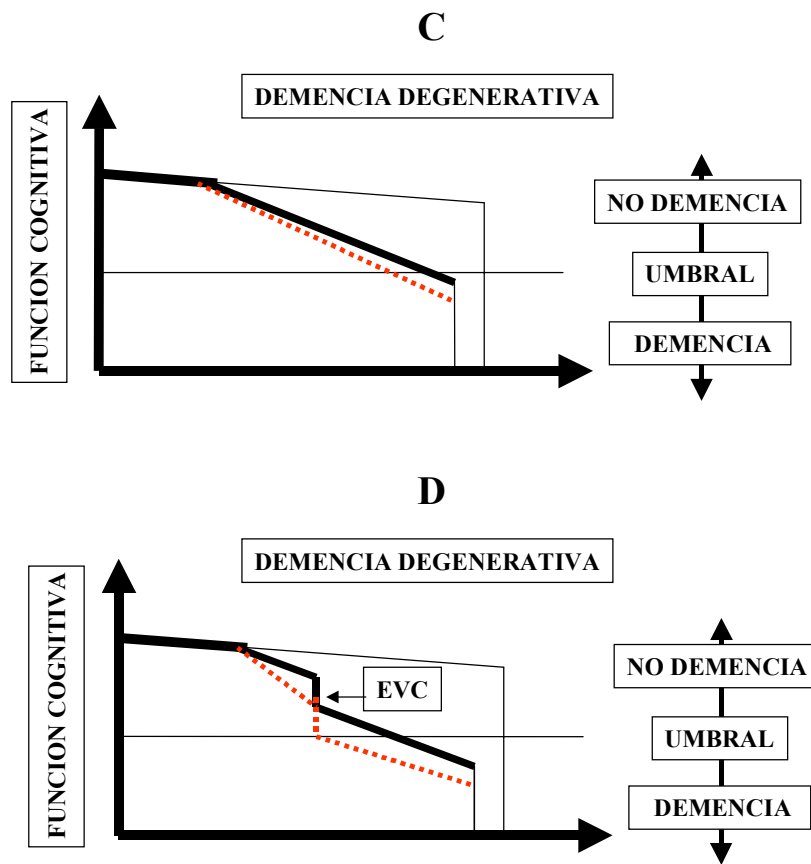 C
DEMENCIA DEGENERATIVA
FUNCION COGNITIVA
NO DEMENCIA
UMBRAL
DEMENCIA
D
DEMENCIA DEGENERATIVA
FUNCION COGNITIVA
EVC
NO DEMENCIA
UMBRAL
DEMENCIA